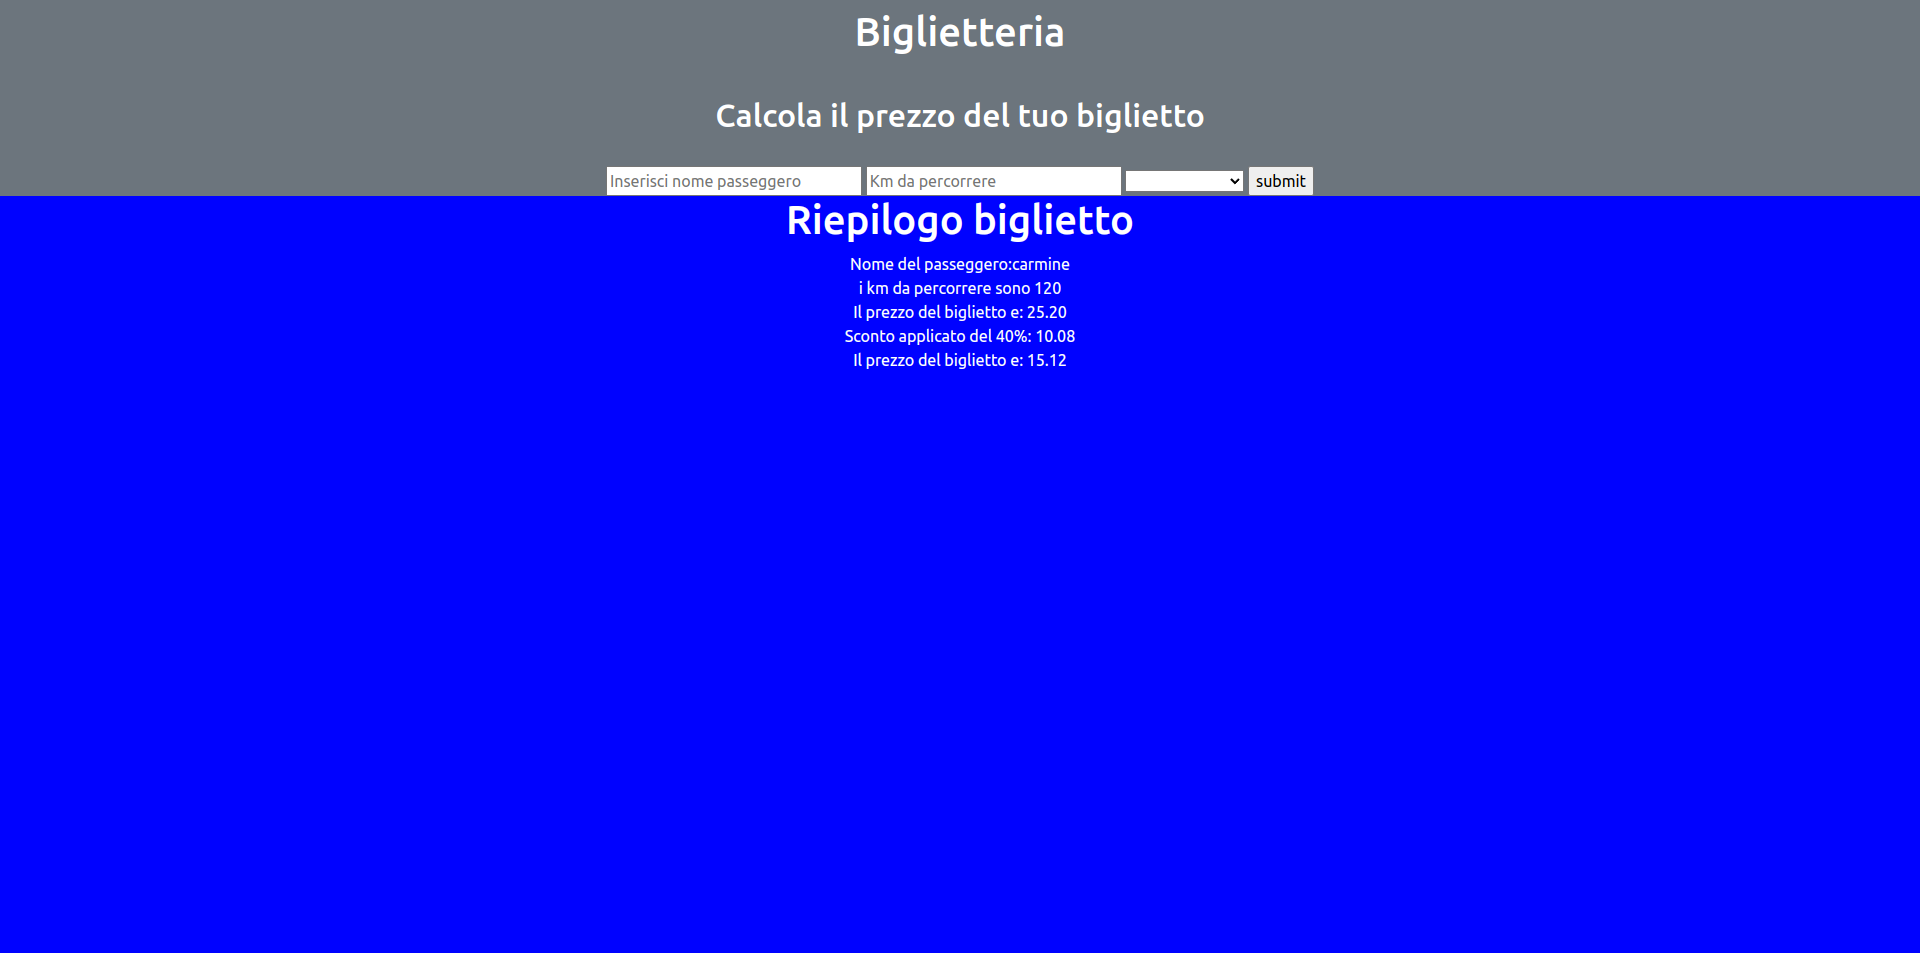 Biglietteria
Calcola il prezzo del tuo biglietto
Inserisci nome passeggero Km da percorrere submit
Riepilogo biglietto
Nome del passeggero:carmine
i km da percorrere sono 120
Il prezzo del biglietto e: 25.20
Sconto applicato del 40%: 10.08
Il prezzo del biglietto e: 15.12